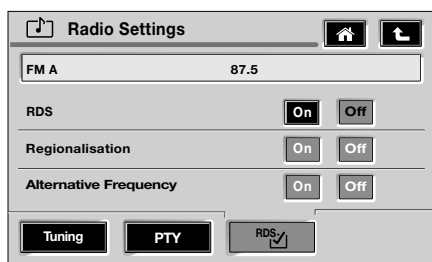 Radio Settings
FM A 87.5
RDS On Off
Regionalisation On Off
Alternative Frequency On Off
Tuning PTY RDS